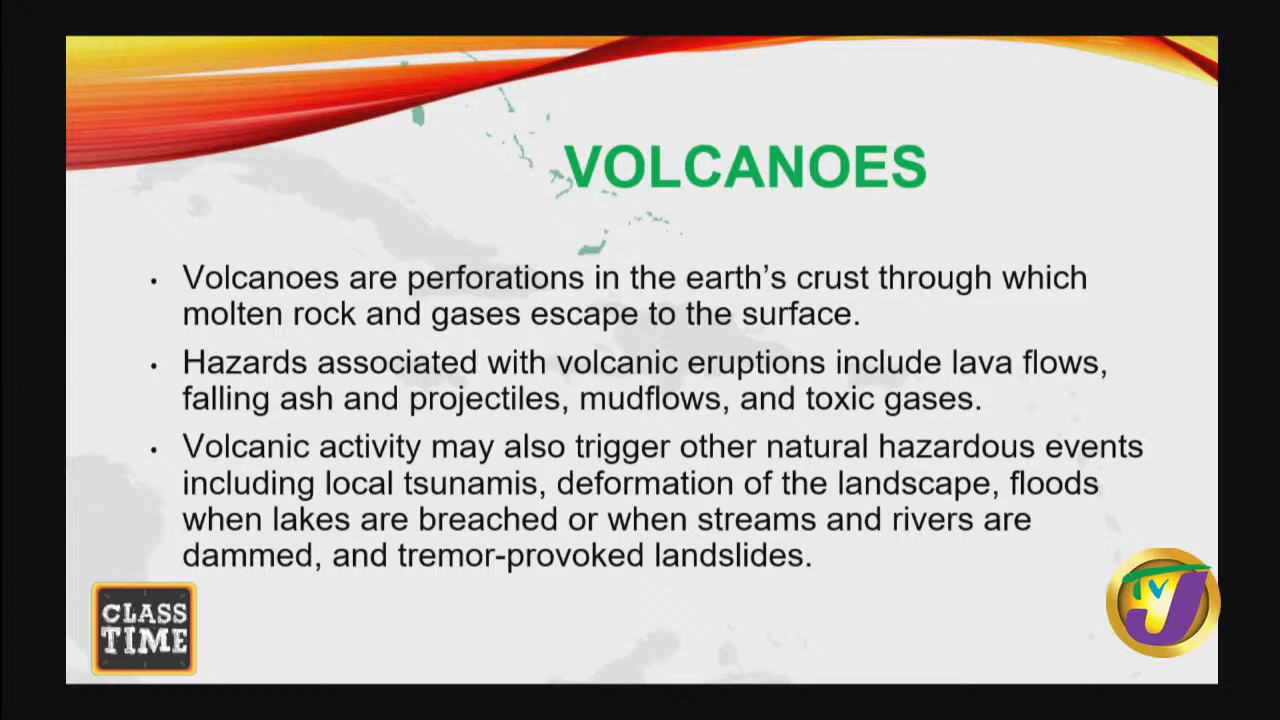 VOLCANOES
• Volcanoes are perforations in the earth’s crust through which
molten rock and gases escape to the surface.
• Hazards associated with volcanic eruptions include lava flows,
falling ash and projectiles, mudflows, and toxic gases.
• Volcanic activity may also trigger other natural hazardous events
including local tsunamis, deformation of the landscape, floods
when lakes are breached or when streams and rivers are
dammed, and tremor-provoked landslides.
CLASS
TIME
TVJ